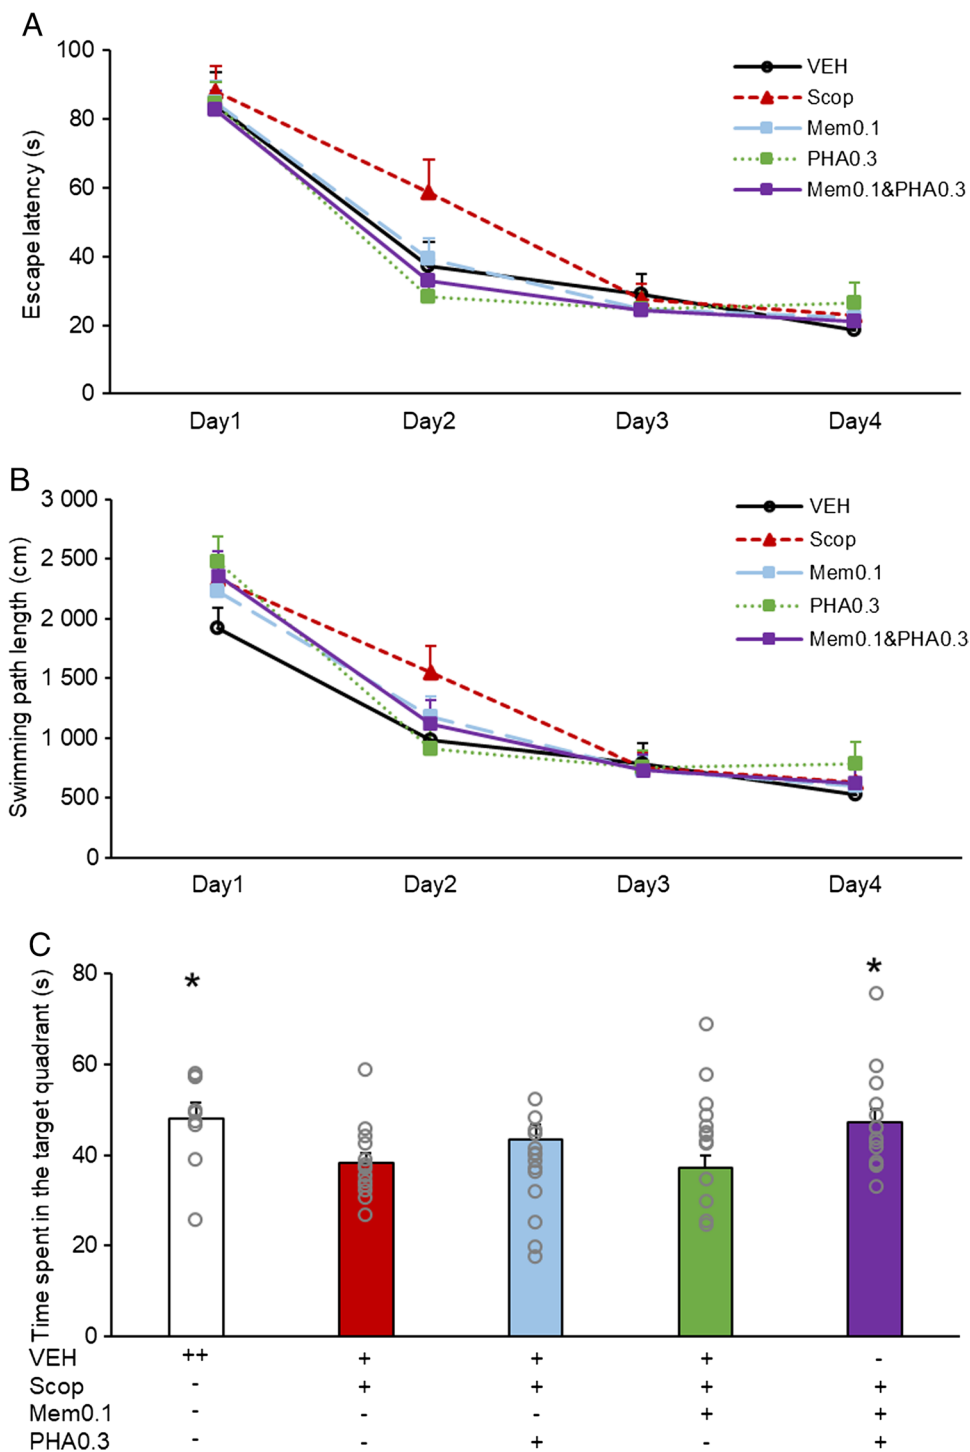 A
Escape latency (s)
100
80
60
40
20
0
Day1 Day2 Day3 Day4
VEH
Scop
Mem0.1
PHA0.3
Mem0.1&PHA0.3
B
Swimming path length (cm)
3 000
2 500
2 000
1 500
1 000
500
0
Day1 Day2 Day3 Day4
VEH
Scop
Mem0.1
PHA0.3
Mem0.1&PHA0.3
C
Time spent in the target quadrant (s)
80
60
40
20
0
* *
VEH ++ + + + -
Scop - + + + +
Mem0.1 - - - + +
PHA0.3 - - + - +